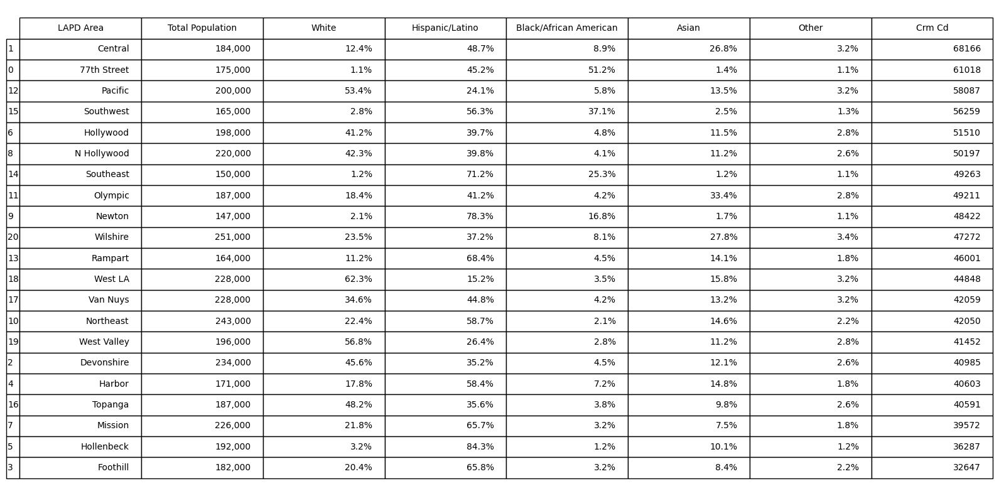 LAPD Area Total Population White Hispanic/Latino Black/African American Asian Other Crm Cd
1 Central 184,000 12.4% 48.7% 8.9% 26.8% 3.2% 68166
0 77th Street 175,000 1.1% 45.2% 51.2% 1.4% 1.1% 61018
12 Pacific 200,000 53.4% 24.1% 5.8% 13.5% 3.2% 58087
15 Southwest 165,000 2.8% 56.3% 37.1% 2.5% 1.3% 56259
6 Hollywood 198,000 41.2% 39.7% 4.8% 11.5% 2.8% 51510
8 N Hollywood 220,000 42.3% 39.8% 4.1% 11.2% 2.6% 50197
14 Southeast 150,000 1.2% 71.2% 25.3% 1.2% 1.1% 49263
11 Olympic 187,000 18.4% 41.2% 4.2% 33.4% 2.8% 49211
9 Newton 147,000 2.1% 78.3% 16.8% 1.7% 1.1% 48422
20 Wilshire 251,000 23.5% 37.2% 8.1% 27.8% 3.4% 47272
13 Rampart 164,000 11.2% 68.4% 4.5% 14.1% 1.8% 46001
18 West LA 228,000 62.3% 15.2% 3.5% 15.8% 3.2% 44848
17 Van Nuys 228,000 34.6% 44.8% 4.2% 13.2% 3.2% 42059
10 Northeast 243,000 22.4% 58.7% 2.1% 14.6% 2.2% 42050
19 West Valley 196,000 56.8% 26.4% 2.8% 11.2% 2.8% 41452
2 Devonshire 234,000 45.6% 35.2% 4.5% 12.1% 2.6% 40985
4 Harbor 171,000 17.8% 58.4% 7.2% 14.8% 1.8% 40603
16 Topanga 187,000 48.2% 35.6% 3.8% 9.8% 2.6% 40591
7 Mission 226,000 21.8% 65.7% 3.2% 7.5% 1.8% 39572
5 Hollenbeck 192,000 3.2% 84.3% 1.2% 10.1% 1.2% 36287
3 Foothill 182,000 20.4% 65.8% 3.2% 8.4% 2.2% 32647